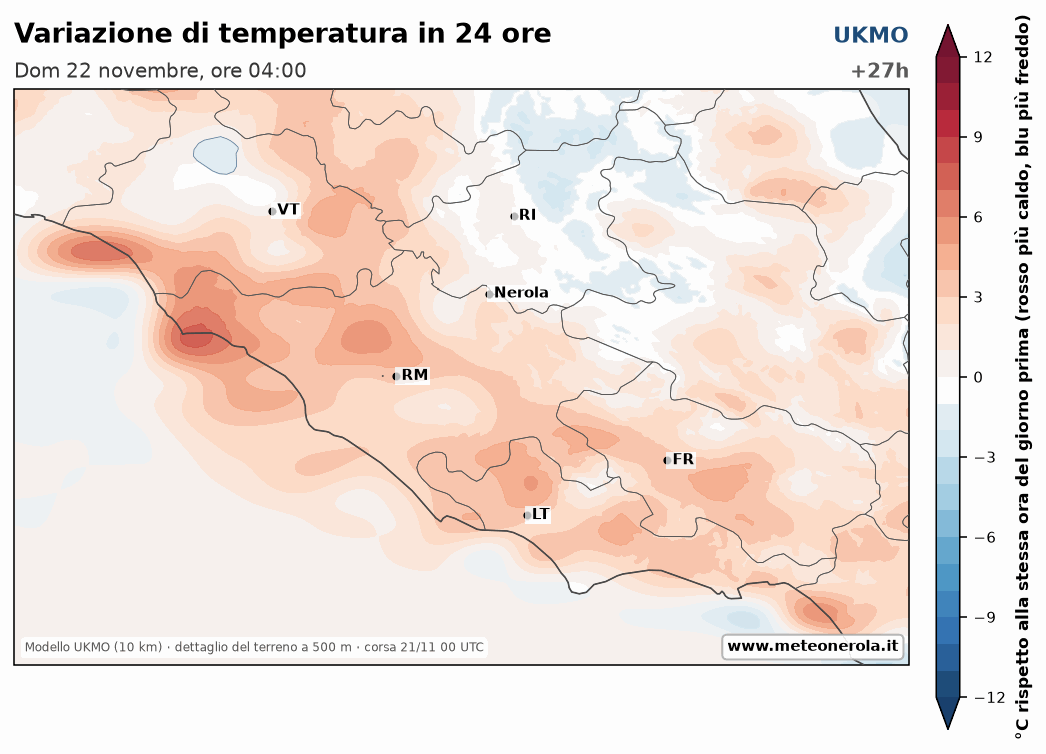 Variazione di temperatura in 24 ore
UKMO
Dom 22 novembre, ore 04:00
+27h
VT
RI
Nerola
RM
FR
LT
Modello UKMO (10 km) · dettaglio del terreno a 500 m · corsa 21/11 00 UTC
www.meteonerola.it
12
9
6
3
0
−3
−6
−9
−12
°C rispetto alla stessa ora del giorno prima (rosso più caldo, blu più freddo)